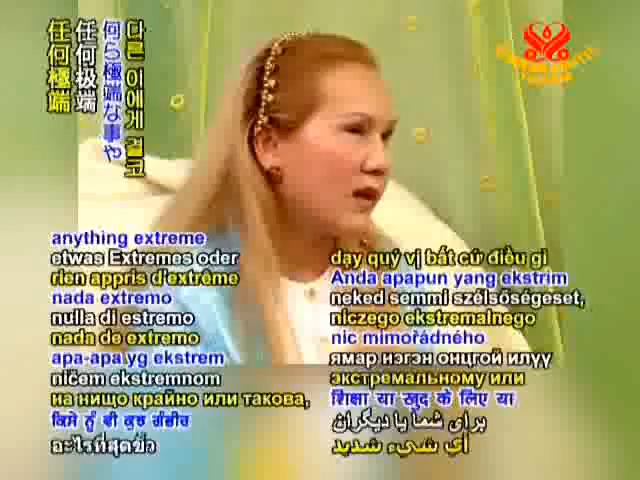 任何極端
任何极端
何ら極端な事や
다른 이에게 결코
anything extreme
etwas Extremes oder
rien appris d'extrême
nada extremo
nulla di estremo
nada de extremo
apa-apa yg ekstrem
ničem ekstremnom
на нищо крайно или такова,
ਕਿਸੇ ਨੂੰ ਵੀ ਕੁਝ ਗੰਭੀਰ
อะไรที่สุดขั้ว
dạy quý vị bất cứ điều gì
Anda apapun yang ekstrim
neked semmi szélsőségeset,
niczego ekstremalnego
nic mimořádného
ямар нэгэн онцгой илүү
экстремальному или
शिक्षा या खुद के लिए या
برای شما یا دیگران
أي شيء شديد